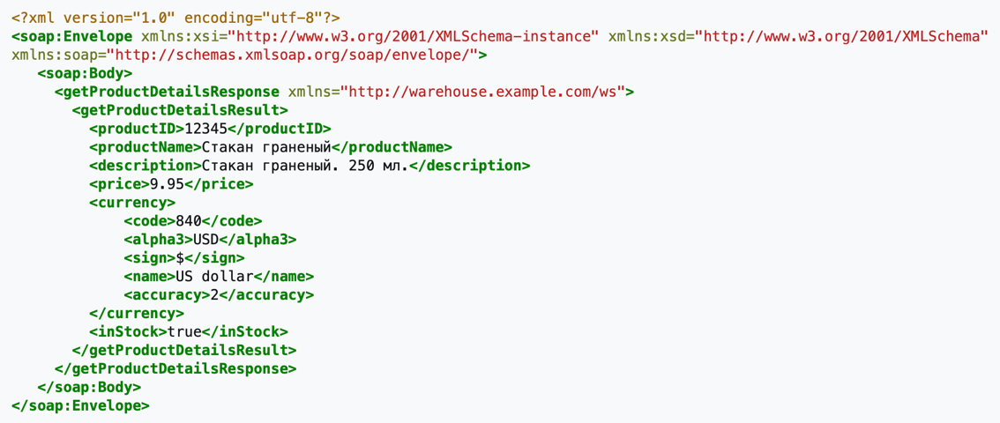 <?xml version="1.0" encoding="utf-8"?>
<soap:Envelope xmlns:xsi="http://www.w3.org/2001/XMLSchema-instance" xmlns:xsd="http://www.w3.org/2001/XMLSchema"
xmlns:soap="http://schemas.xmlsoap.org/soap/envelope/">
   <soap:Body>
     <getProductDetailsResponse xmlns="http://warehouse.example.com/ws">
       <getProductDetailsResult>
         <productID>12345</productID>
         <productName>Стакан граненый</productName>
         <description>Стакан граненый. 250 мл.</description>
         <price>9.95</price>
         <currency>
             <code>840</code>
             <alpha3>USD</alpha3>
             <sign>$</sign>
             <name>US dollar</name>
             <accuracy>2</accuracy>
         </currency>
         <inStock>true</inStock>
       </getProductDetailsResult>
     </getProductDetailsResponse>
   </soap:Body>
</soap:Envelope>